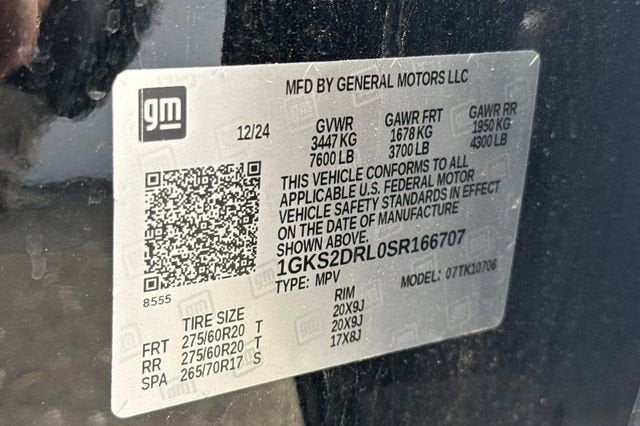 MFD BY GENERAL MOTORS LLC
gm
12/24
GVWR GAWR FRT GAWR RR
3447 KG 1678 KG 1950 KG
7600 LB 3700 LB 4300 LB
THIS VEHICLE CONFORMS TO ALL
APPLICABLE U.S. FEDERAL MOTOR
VEHICLE SAFETY STANDARDS IN EFFECT
ON THE DATE OF MANUFACTURE
SHOWN ABOVE.
1GKS2DRL0SR166707
TYPE: MPV MODEL: 07TK10706
8555
TIRE SIZE RIM
FRT 275/60R20 T 20X9J
RR 275/60R20 T 20X9J
SPA 265/70R17 S 17X8J